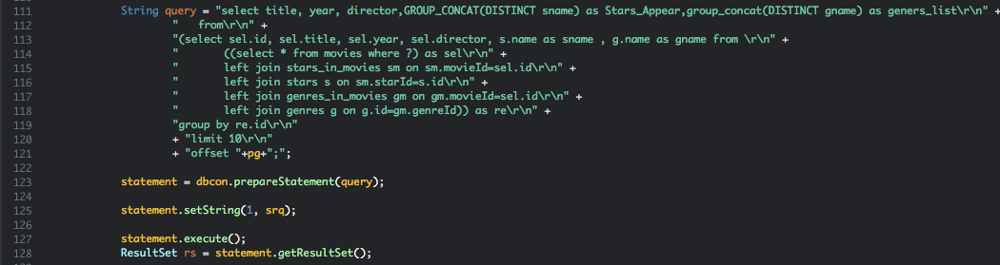 111 String query = "select title, year, director,GROUP_CONCAT(DISTINCT sname) as Stars_Appear,group_concat(DISTINCT gname) as geners_list\r\n" +
112 "   from\r\n" +
113 "(select sel.id, sel.title, sel.year, sel.director, s.name as sname , g.name as gname from \r\n" +
114 "       ((select * from movies where ?) as sel\r\n" +
115 "       left join stars_in_movies sm on sm.movieId=sel.id\r\n" +
116 "       left join stars s on sm.starId=s.id\r\n" +
117 "       left join genres_in_movies gm on gm.movieId=sel.id\r\n" +
118 "       left join genres g on g.id=gm.genreId)) as re\r\n" +
119 "group by re.id\r\n"
120 + "limit 10\r\n"
121 + "offset "+pg+";";
122
123 statement = dbcon.prepareStatement(query);
124
125 statement.setString(1, srq);
126
127 statement.execute();
128 ResultSet rs = statement.getResultSet();